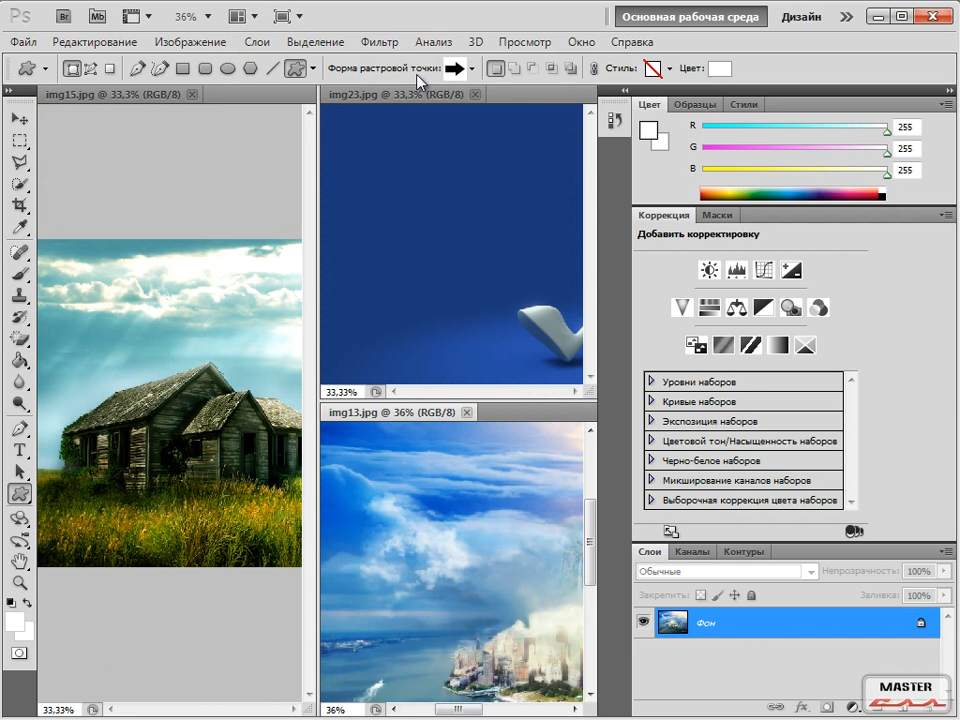 Ps Br Mb 36% Основная рабочая среда Дизайн
Файл Редактирование Изображение Слои Выделение Фильтр Анализ 3D Просмотр Окно Справка
Форма растровой точки: Стиль: Цвет:
img15.jpg @ 33,3% (RGB/8)
img23.jpg @ 33,3% (RGB/8)
33,33%
img13.jpg @ 36% (RGB/8)
33,33%
36%
Цвет Образцы Стили
R 255
G 255
B 255
Коррекция Маски
Добавить корректировку
Уровни наборов
Кривые наборов
Экспозиция наборов
Цветовой тон/Насыщенность наборов
Черно-белое наборов
Микширование каналов наборов
Выборочная коррекция цвета наборов
Слои Каналы Контуры
Обычные Непрозрачность: 100%
Закрепить: Заливка: 100%
Фон
MASTER